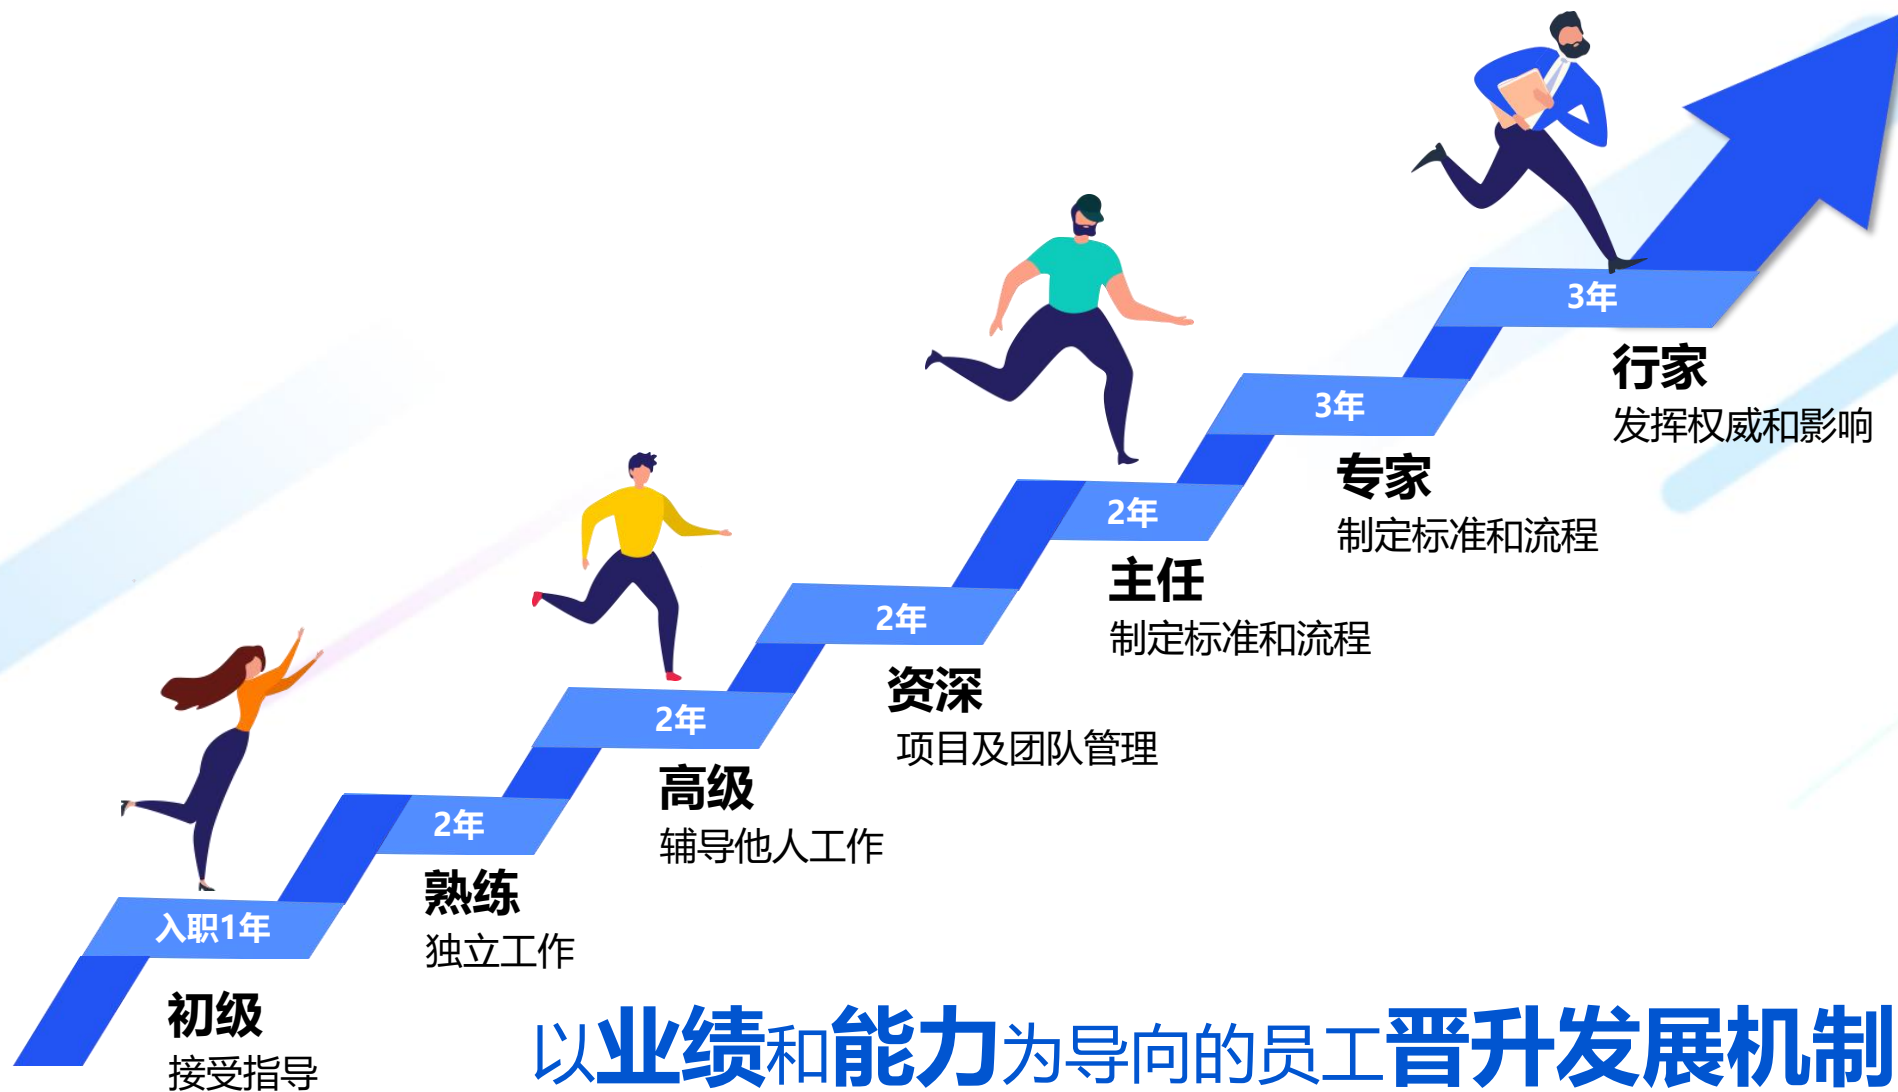 入职1年
初级
接受指导
2年
熟练
独立工作
2年
高级
辅导他人工作
2年
资深
项目及团队管理
2年
主任
制定标准和流程
3年
专家
制定标准和流程
3年
行家
发挥权威和影响
以业绩和能力为导向的员工晋升发展机制